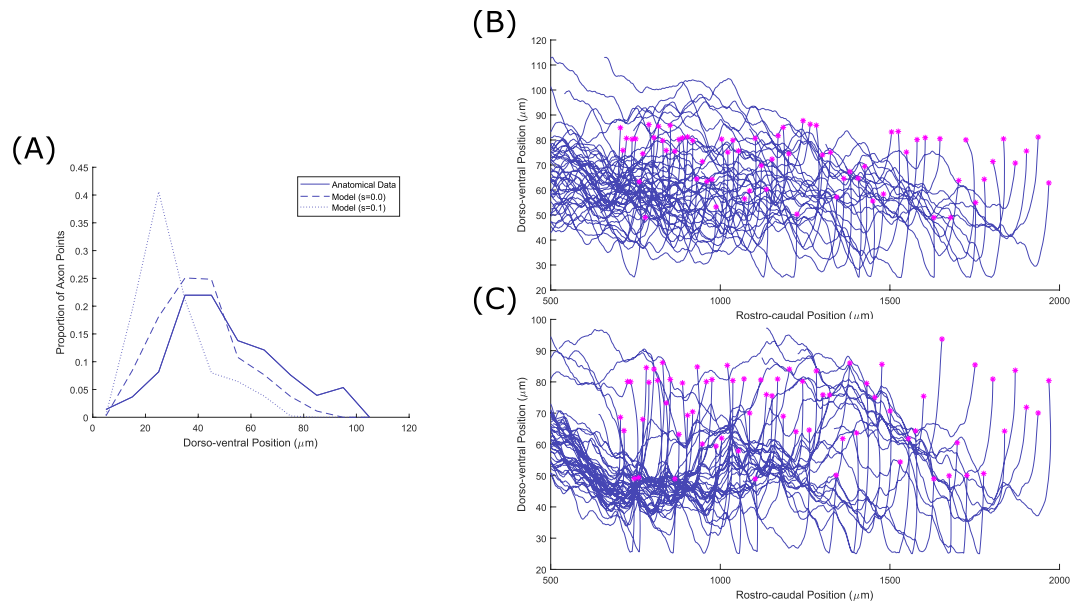 (A)
0.45
0.4
0.35
0.3
0.25
0.2
0.15
0.1
0.05
0
0 20 40 60 80 100 120
Proportion of Axon Points
Dorso-ventral Position (μm)
Anatomical Data
Model (s=0.0)
Model (s=0.1)
(B)
120
110
100
90
80
70
60
50
40
30
20
500 1000 1500 2000
Dorso-ventral Position (μm)
Rostro-caudal Position (μm)
(C)
100
90
80
70
60
50
40
30
20
500 1000 1500 2000
Dorso-ventral Position (μm)
Rostro-caudal Position (μm)